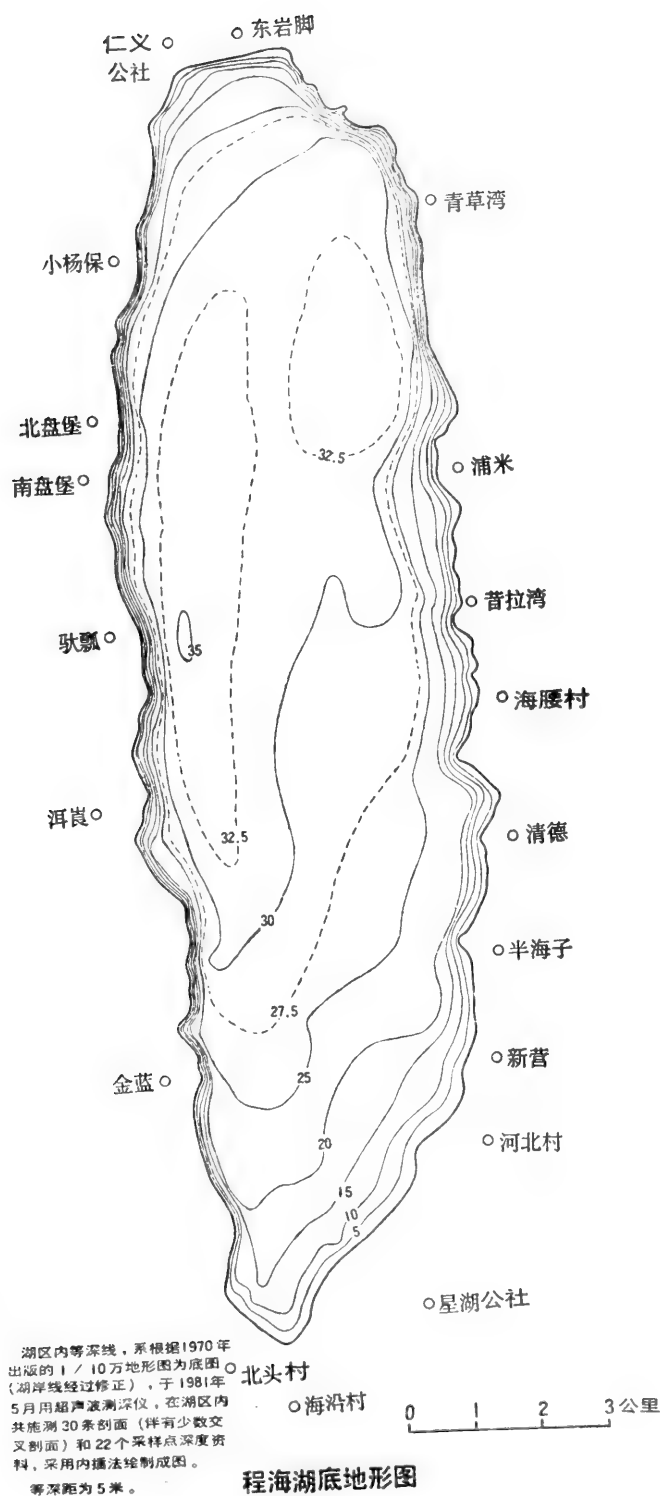 东岩脚
仁义
公社
青草湾
小杨保
32.5
北盘堡
浦米
南盘堡
昔拉湾
驮瓢
35
海腰村
洱崀
32.5
清德
30
半海子
27.5
新营
25
金蓝
20
河北村
15
10
5
星湖公社
湖区内等深线，系根据1970年
出版的1／10万地形图为底图
（湖岸线经过修正），于1981年
5月用超声波测深仪，在湖区内
共施测30条剖面（伴有少数交
叉剖面）和22个采样点深度资
料，采用内插法绘制成图。
等深距为5米。
北头村
海沿村
0 1 2 3公里
程海湖底地形图